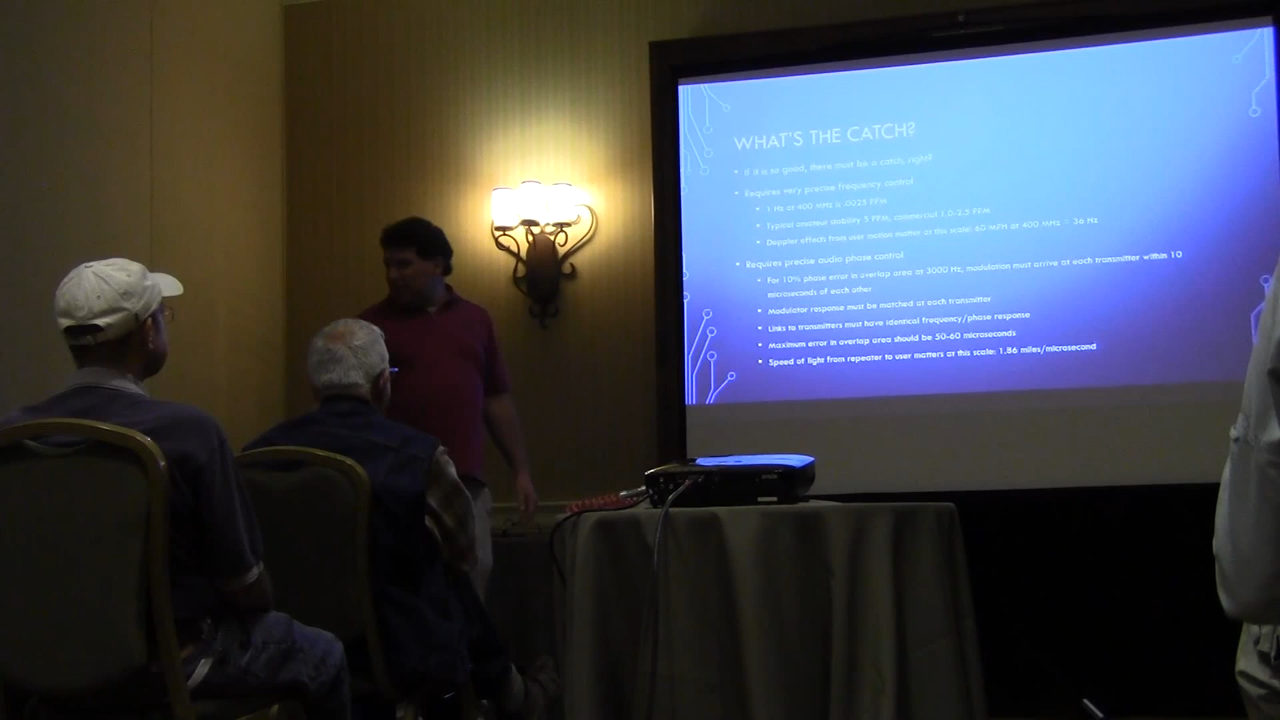 WHAT'S THE CATCH?
• If it is so good, there must be a catch, right?
• Requires very precise frequency control
• 1 Hz at 400 MHz is .0025 PPM
• Typical amateur stability 5 PPM, commercial 1.0-2.5 PPM
• Doppler effects from user motion matter at this scale: 60 MPH at 400 MHz = 36 Hz
• Requires precise audio phase control
• For 10% phase error in overlap area at 3000 Hz, modulation must arrive at each transmitter within 10
microseconds of each other
• Modulator response must be matched at each transmitter
• Links to transmitters must have identical frequency/phase response
• Maximum error in overlap area should be 50-60 microseconds
• Speed of light from repeater to user matters at this scale: 1.86 miles/microsecond
EPSON